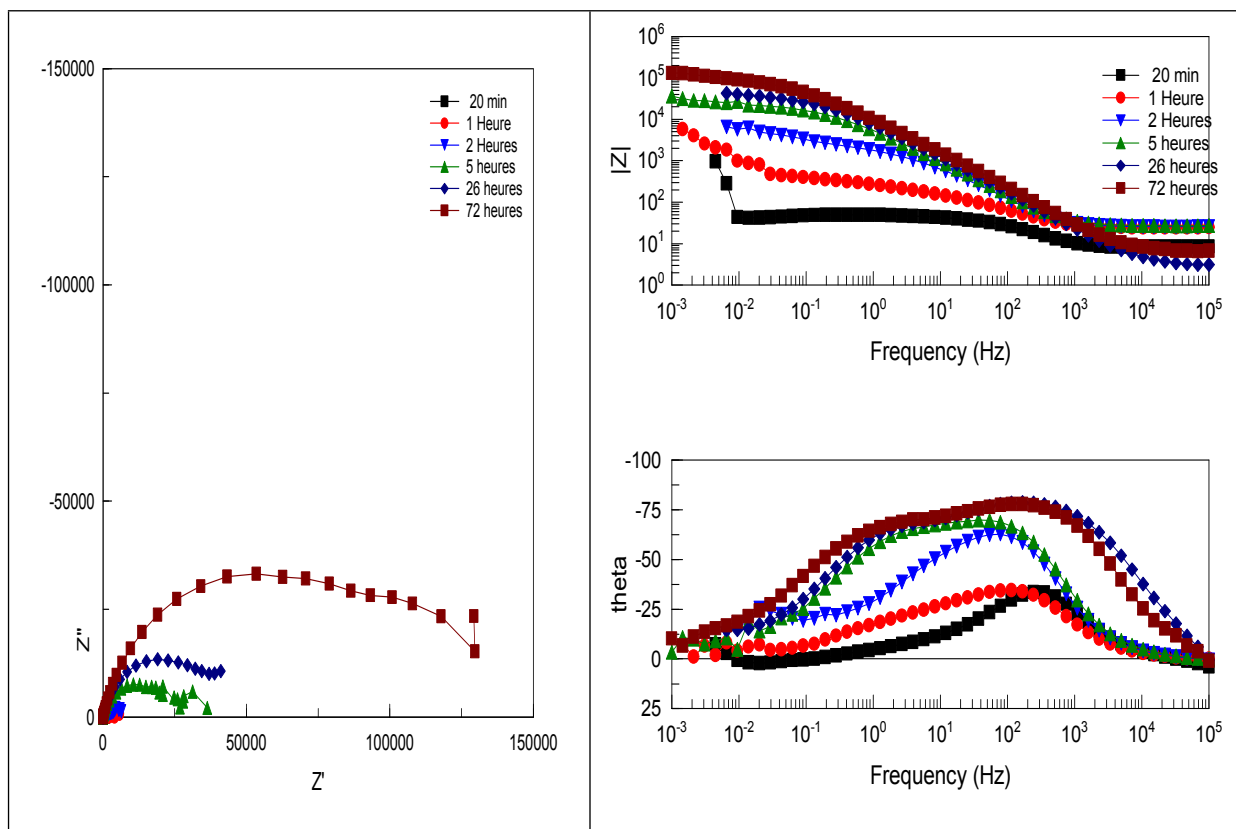 -150000
-100000
-50000
0
0
50000
100000
150000
Z'
Z''
20 min
1 Heure
2 Heures
5 heures
26 heures
72 heures
10^6
10^5
10^4
10^3
10^2
10^1
10^0
|Z|
10^-3 10^-2 10^-1 10^0 10^1 10^2 10^3 10^4 10^5
Frequency (Hz)
20 min
1 Heure
2 Heures
5 heures
26 heures
72 heures
-100
-75
-50
-25
0
25
theta
10^-3 10^-2 10^-1 10^0 10^1 10^2 10^3 10^4 10^5
Frequency (Hz)